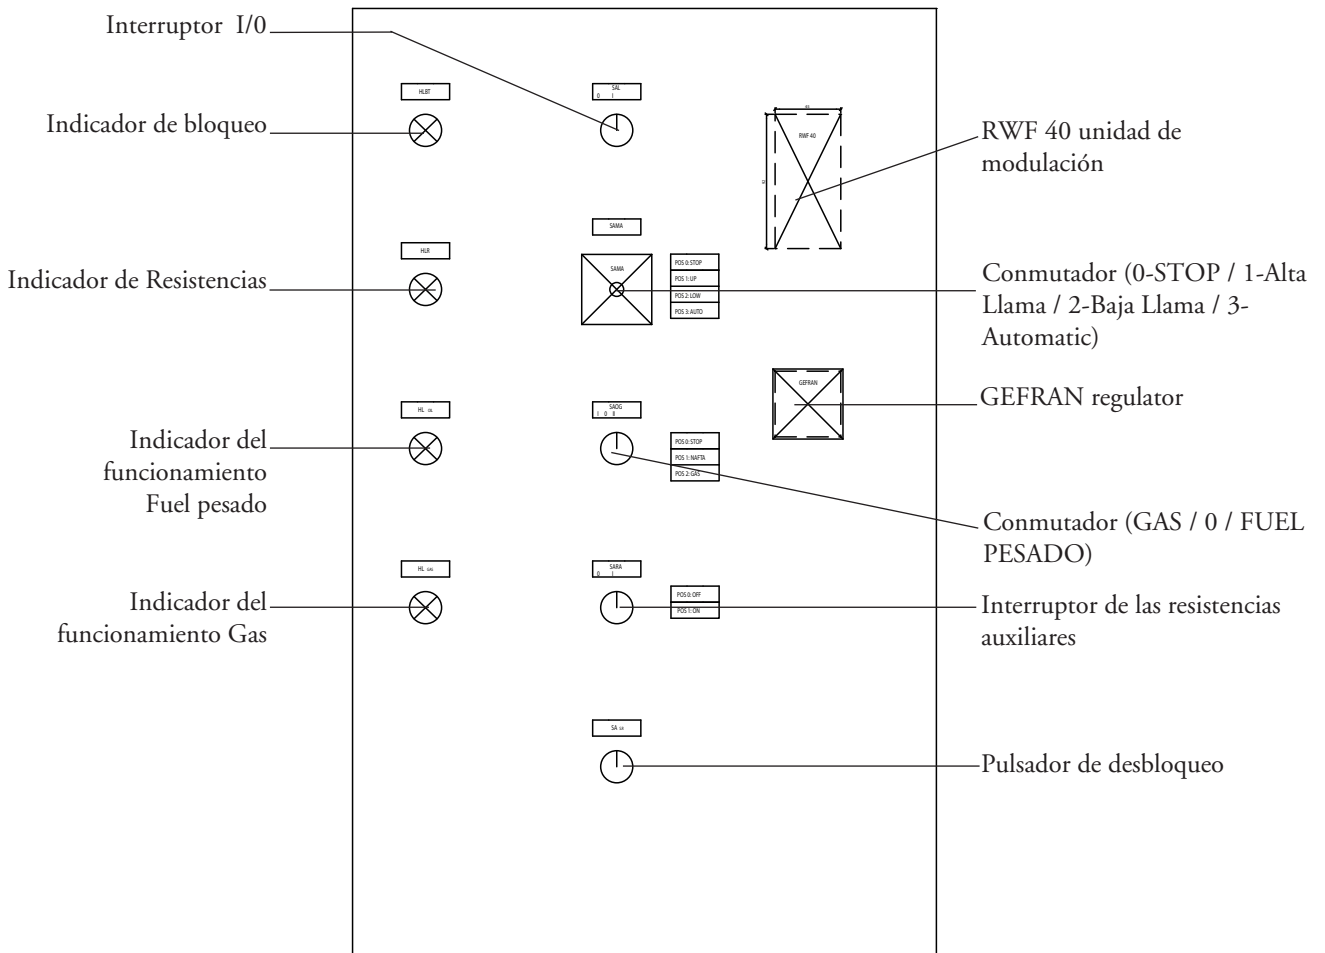 Interruptor I/0
Indicador de bloqueo
Indicador de Resistencias
Indicador del
funcionamiento
Fuel pesado
Indicador del
funcionamiento Gas
HLBT
HLR
HL OIL
HL GAS
SAL
0 I
SAMA
SAMA
POS 0: STOP
POS 1: UP
POS 2: LOW
POS 3: AUTO
SAOG
I 0 II
POS 0: STOP
POS 1: NAFTA
POS 2: GAS
SARA
0 I
POS 0: OFF
POS 1: ON
SA SR
RWF 40
GEFRAN
RWF 40 unidad de
modulación
Conmutador (0-STOP / 1-Alta
Llama / 2-Baja Llama / 3-
Automatic)
GEFRAN regulator
Conmutador (GAS / 0 / FUEL
PESADO)
Interruptor de las resistencias
auxiliares
Pulsador de desbloqueo